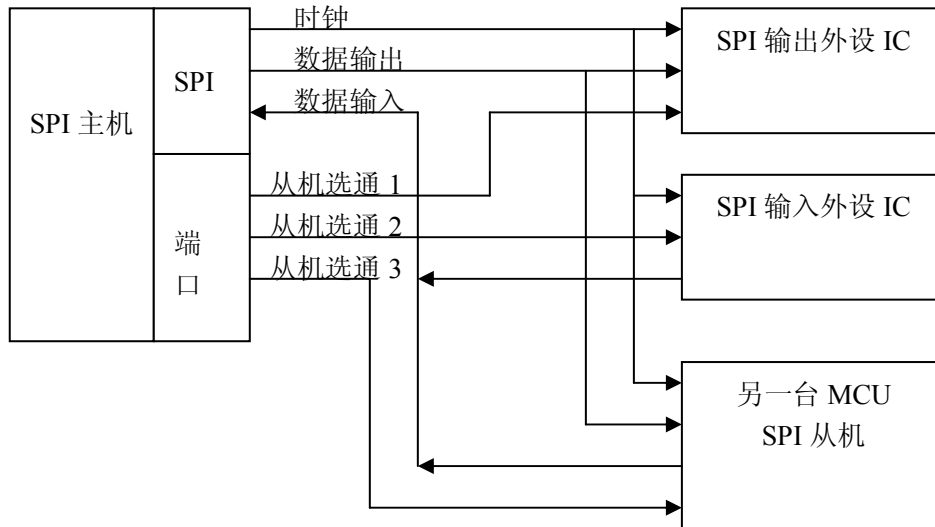 SPI 主机
SPI
端
口
时钟
数据输出
数据输入
从机选通 1
从机选通 2
从机选通 3
SPI 输出外设 IC
SPI 输入外设 IC
另一台 MCU
SPI 从机